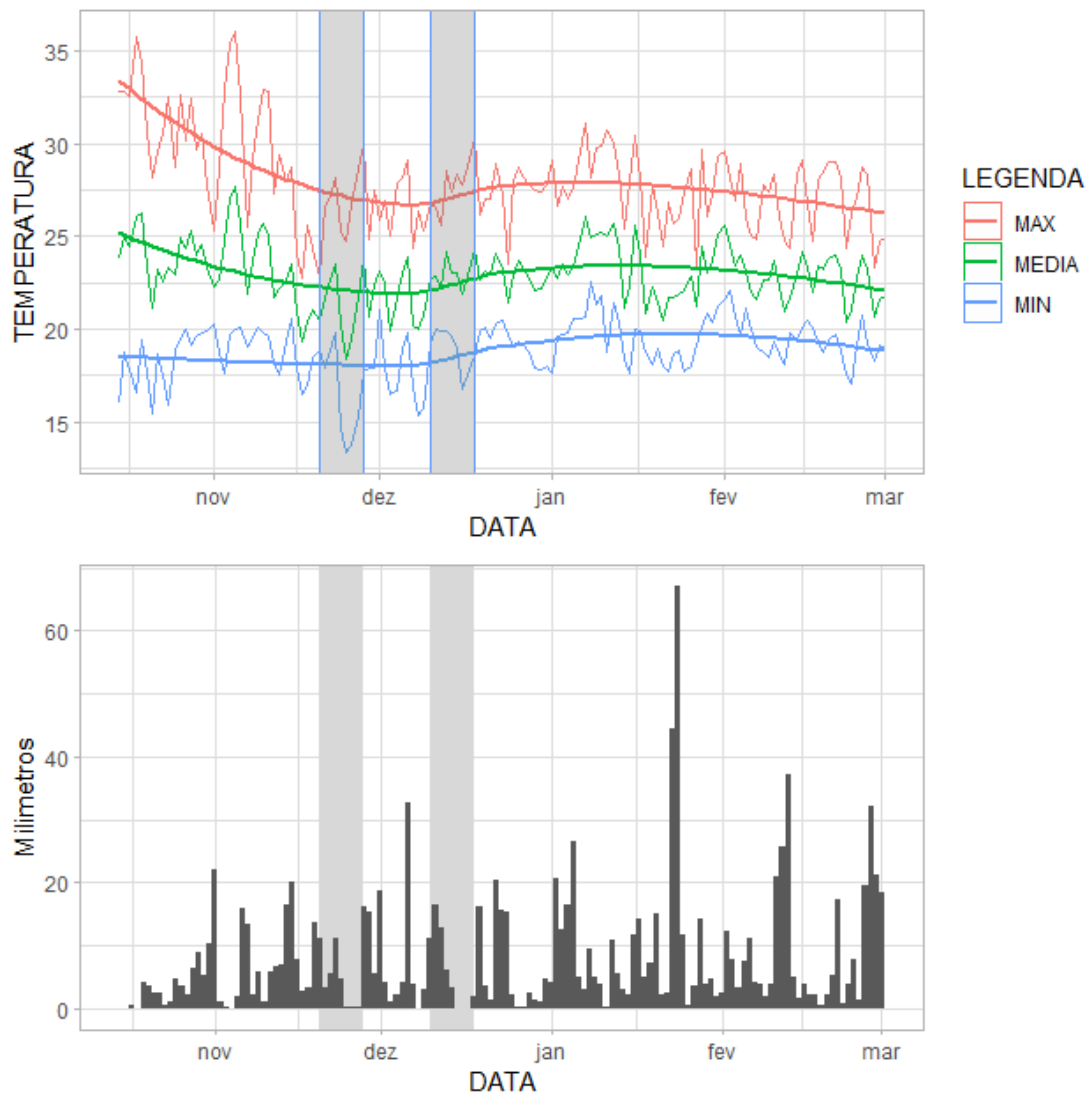 35
30
25
20
15
TEMPERATURA
nov dez jan fev mar
DATA
LEGENDA
MAX
MEDIA
MIN
60
40
20
0
Milimetros
nov dez jan fev mar
DATA